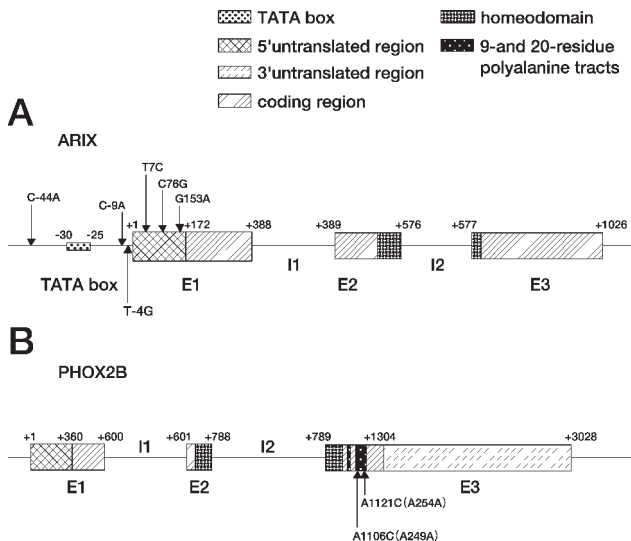 TATA box
5'untranslated region
3'untranslated region
coding region
homeodomain
9-and 20-residue
polyalanine tracts
A
ARIX
C-44A
-30
-25
C-9A
T7C
C76G
G153A
+1
+172
+388
+389
+576
+577
+1026
TATA box
T-4G
E1
I1
E2
I2
E3
B
PHOX2B
+1
+360
+600
I1
+601
+788
I2
+789
+1304
+3028
E1
E2
E3
A1121C(A254A)
A1106C(A249A)